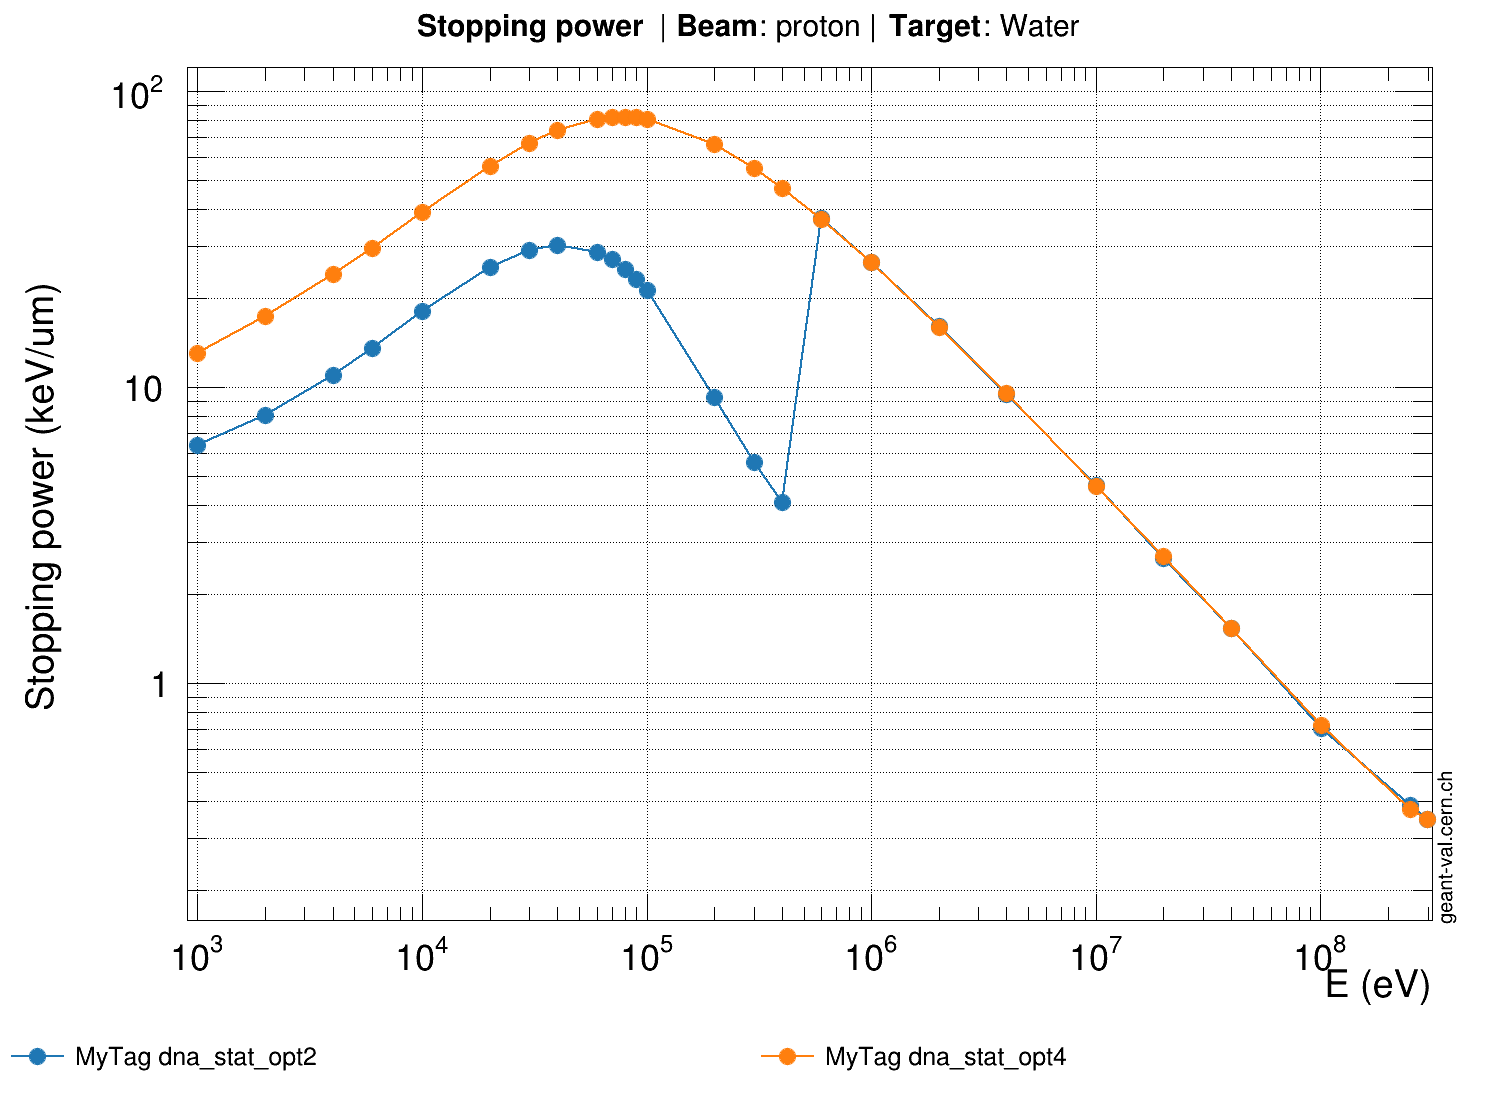 Stopping power | Beam: proton | Target: Water
Stopping power (keV/um)
10²
10
1
10³ 10⁴ 10⁵ 10⁶ 10⁷ 10⁸
E (eV)
geant-val.cern.ch
MyTag dna_stat_opt2
MyTag dna_stat_opt4